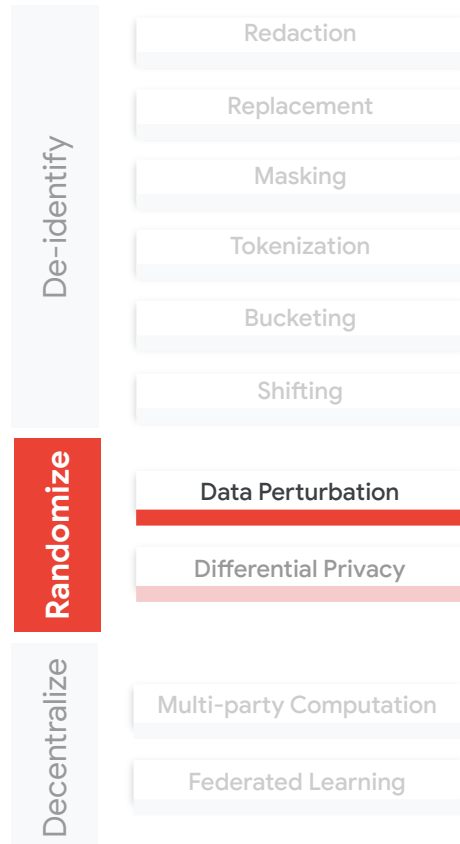 De-identify
Redaction
Replacement
Masking
Tokenization
Bucketing
Shifting
Randomize
Data Perturbation
Differential Privacy
Decentralize
Multi-party Computation
Federated Learning